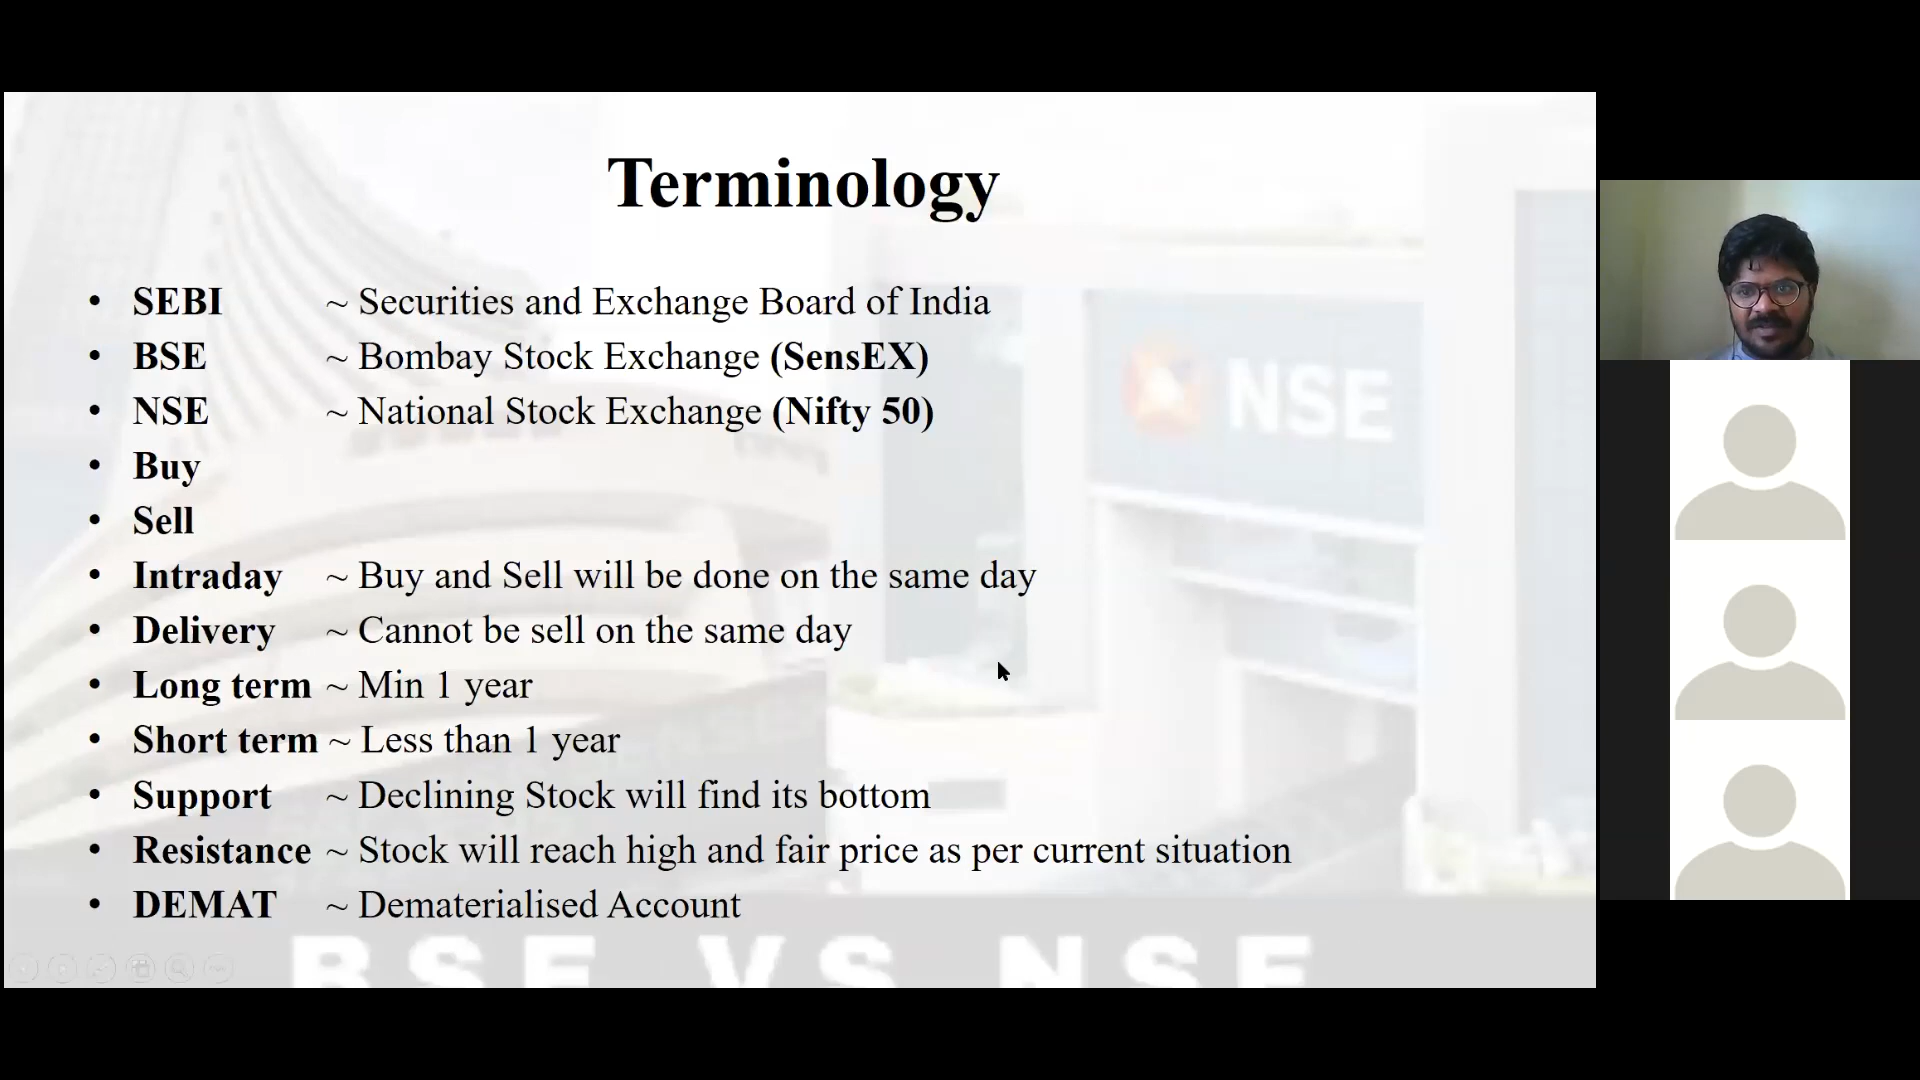 Terminology
• SEBI ~ Securities and Exchange Board of India
• BSE ~ Bombay Stock Exchange (SensEX)
• NSE ~ National Stock Exchange (Nifty 50)
• Buy
• Sell
• Intraday ~ Buy and Sell will be done on the same day
• Delivery ~ Cannot be sell on the same day
• Long term ~ Min 1 year
• Short term ~ Less than 1 year
• Support ~ Declining Stock will find its bottom
• Resistance ~ Stock will reach high and fair price as per current situation
• DEMAT ~ Dematerialised Account
NSE
BSE VS NSE